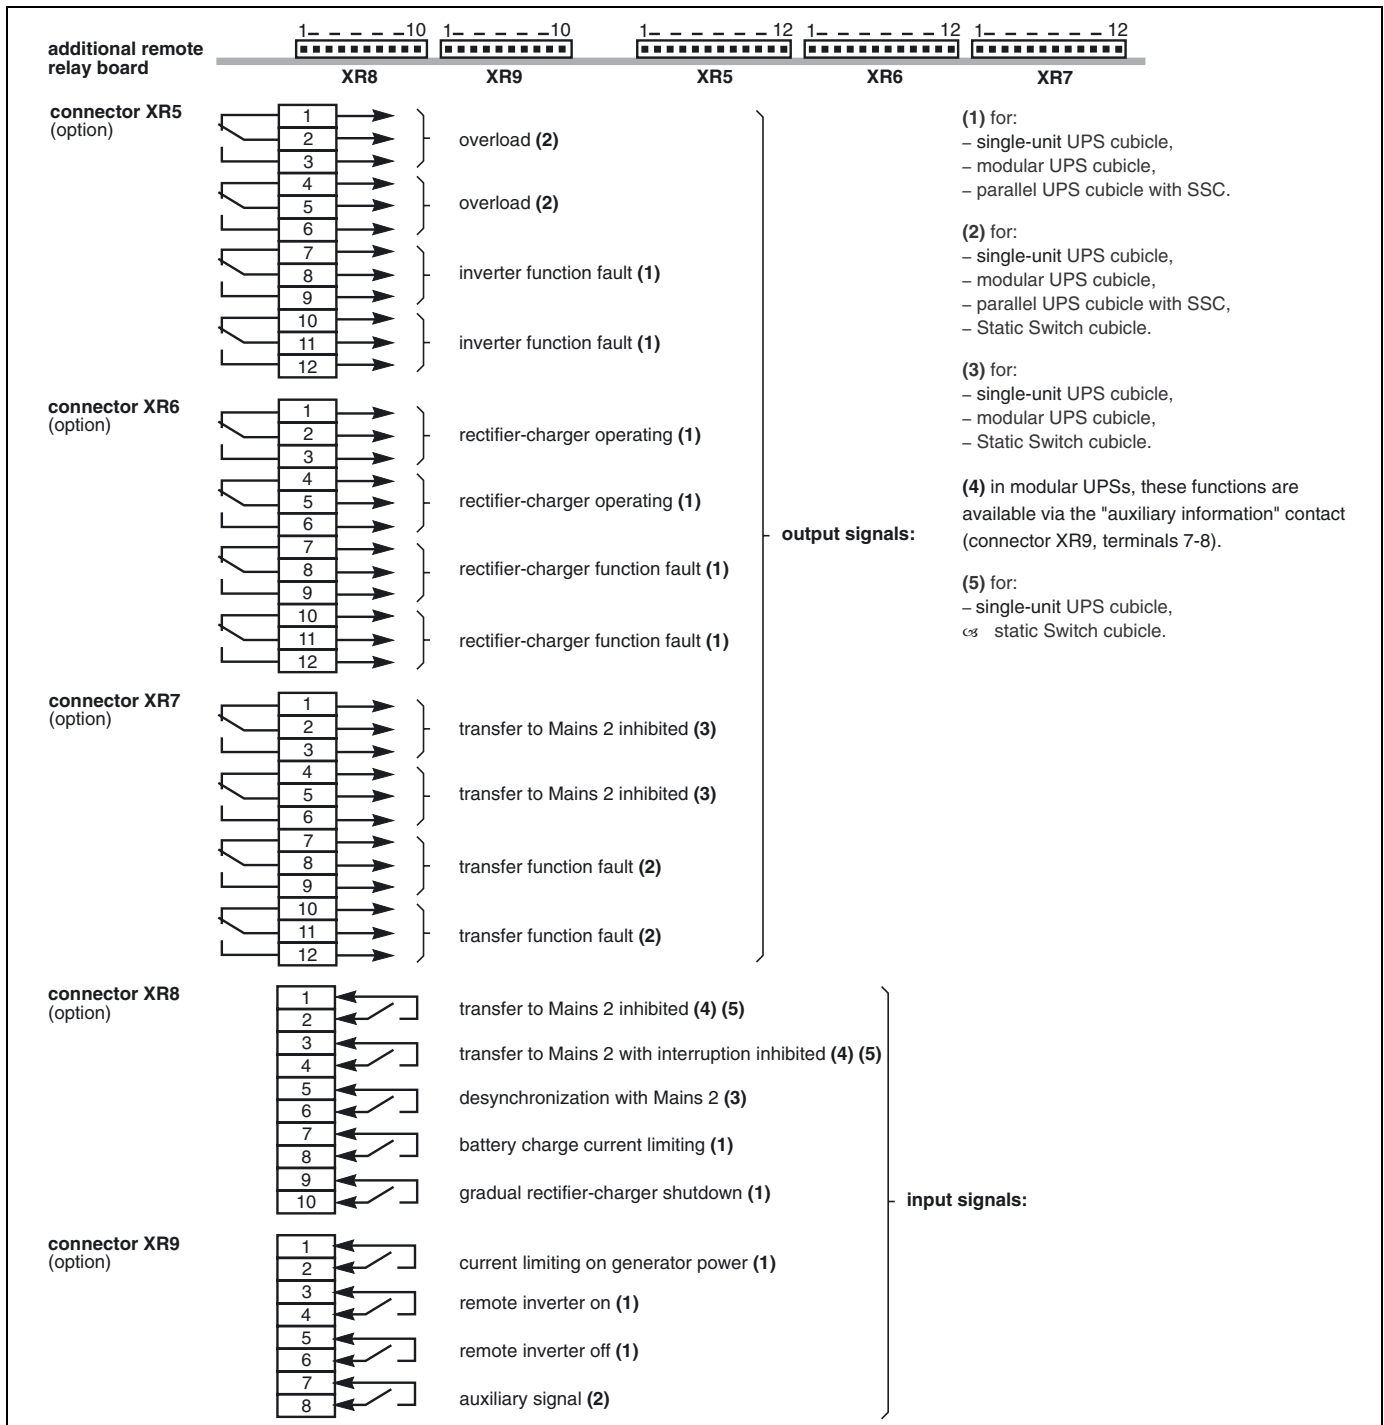 1 10 1 10 1 12 1 12 1 12
additional remote
relay board
XR8 XR9 XR5 XR6 XR7
connector XR5
(option)
1
2
3
overload (2)
4
5
6
overload (2)
7
8
9
inverter function fault (1)
10
11
12
inverter function fault (1)
connector XR6
(option)
1
2
3
rectifier-charger operating (1)
4
5
6
rectifier-charger operating (1)
7
8
9
rectifier-charger function fault (1)
10
11
12
rectifier-charger function fault (1)
connector XR7
(option)
1
2
3
transfer to Mains 2 inhibited (3)
4
5
6
transfer to Mains 2 inhibited (3)
7
8
9
transfer function fault (2)
10
11
12
transfer function fault (2)
output signals:
(1) for:
– single-unit UPS cubicle,
– modular UPS cubicle,
– parallel UPS cubicle with SSC.
(2) for:
– single-unit UPS cubicle,
– modular UPS cubicle,
– parallel UPS cubicle with SSC,
– Static Switch cubicle.
(3) for:
– single-unit UPS cubicle,
– modular UPS cubicle,
– Static Switch cubicle.
(4) in modular UPSs, these functions are
available via the "auxiliary information" contact
(connector XR9, terminals 7-8).
(5) for:
– single-unit UPS cubicle,
static Switch cubicle.
connector XR8
(option)
1
2
transfer to Mains 2 inhibited (4) (5)
3
4
transfer to Mains 2 with interruption inhibited (4) (5)
5
6
desynchronization with Mains 2 (3)
7
8
battery charge current limiting (1)
9
10
gradual rectifier-charger shutdown (1)
input signals:
connector XR9
(option)
1
2
current limiting on generator power (1)
3
4
remote inverter on (1)
5
6
remote inverter off (1)
7
8
auxiliary signal (2)